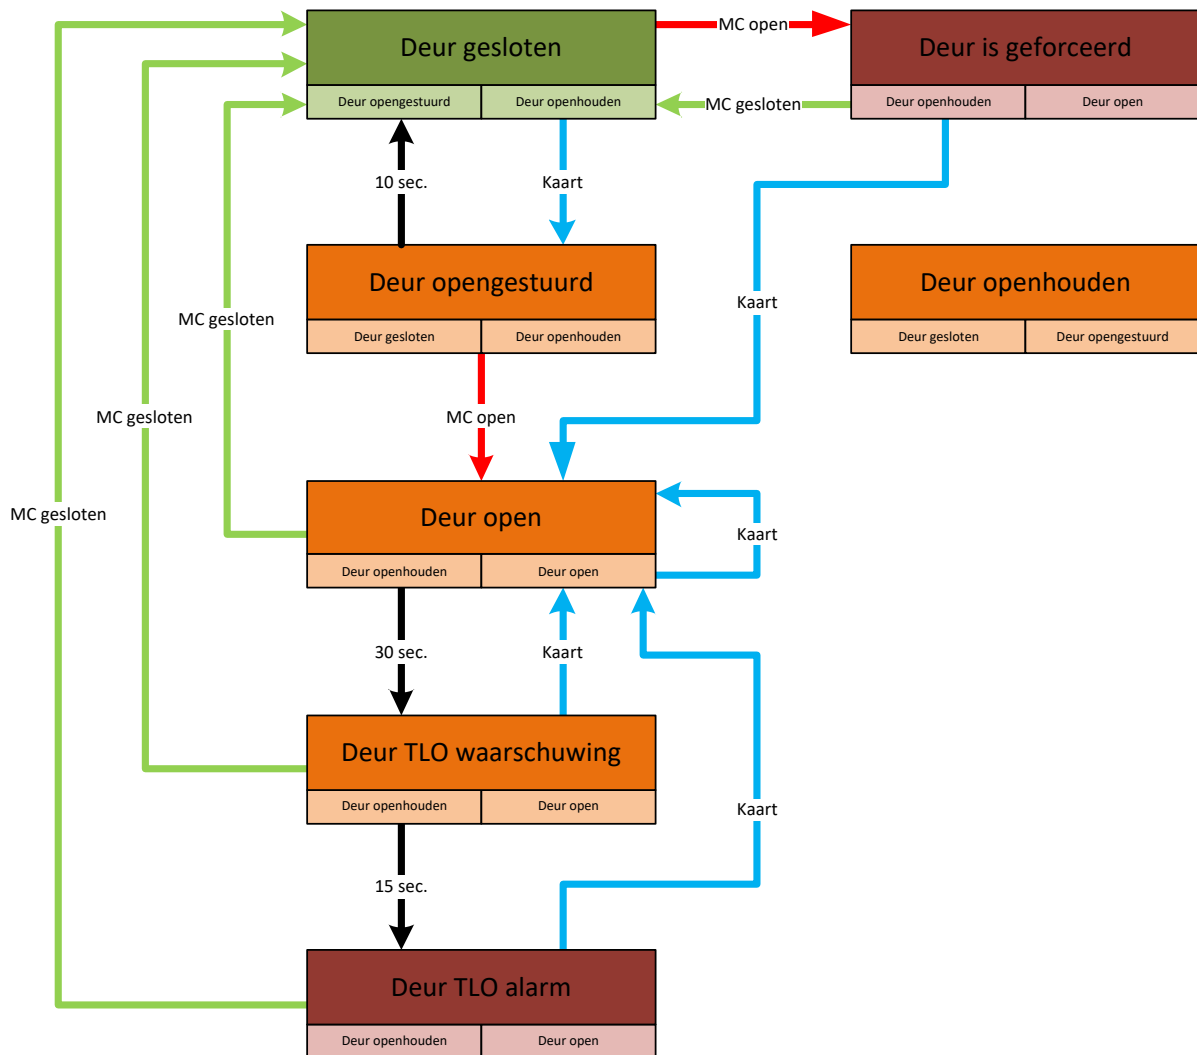 Deur gesloten
MC open
Deur is geforceerd
Deur opengestuurd
Deur openhouden
MC gesloten
Deur openhouden
Deur open
10 sec.
Kaart
Deur opengestuurd
Deur openhouden
Kaart
MC gesloten
Deur gesloten
Deur openhouden
Deur gesloten
Deur opengestuurd
MC gesloten
MC open
MC gesloten
Deur open
Kaart
Deur openhouden
Deur open
30 sec.
Kaart
Deur TLO waarschuwing
Deur openhouden
Deur open
Kaart
15 sec.
Deur TLO alarm
Deur openhouden
Deur open